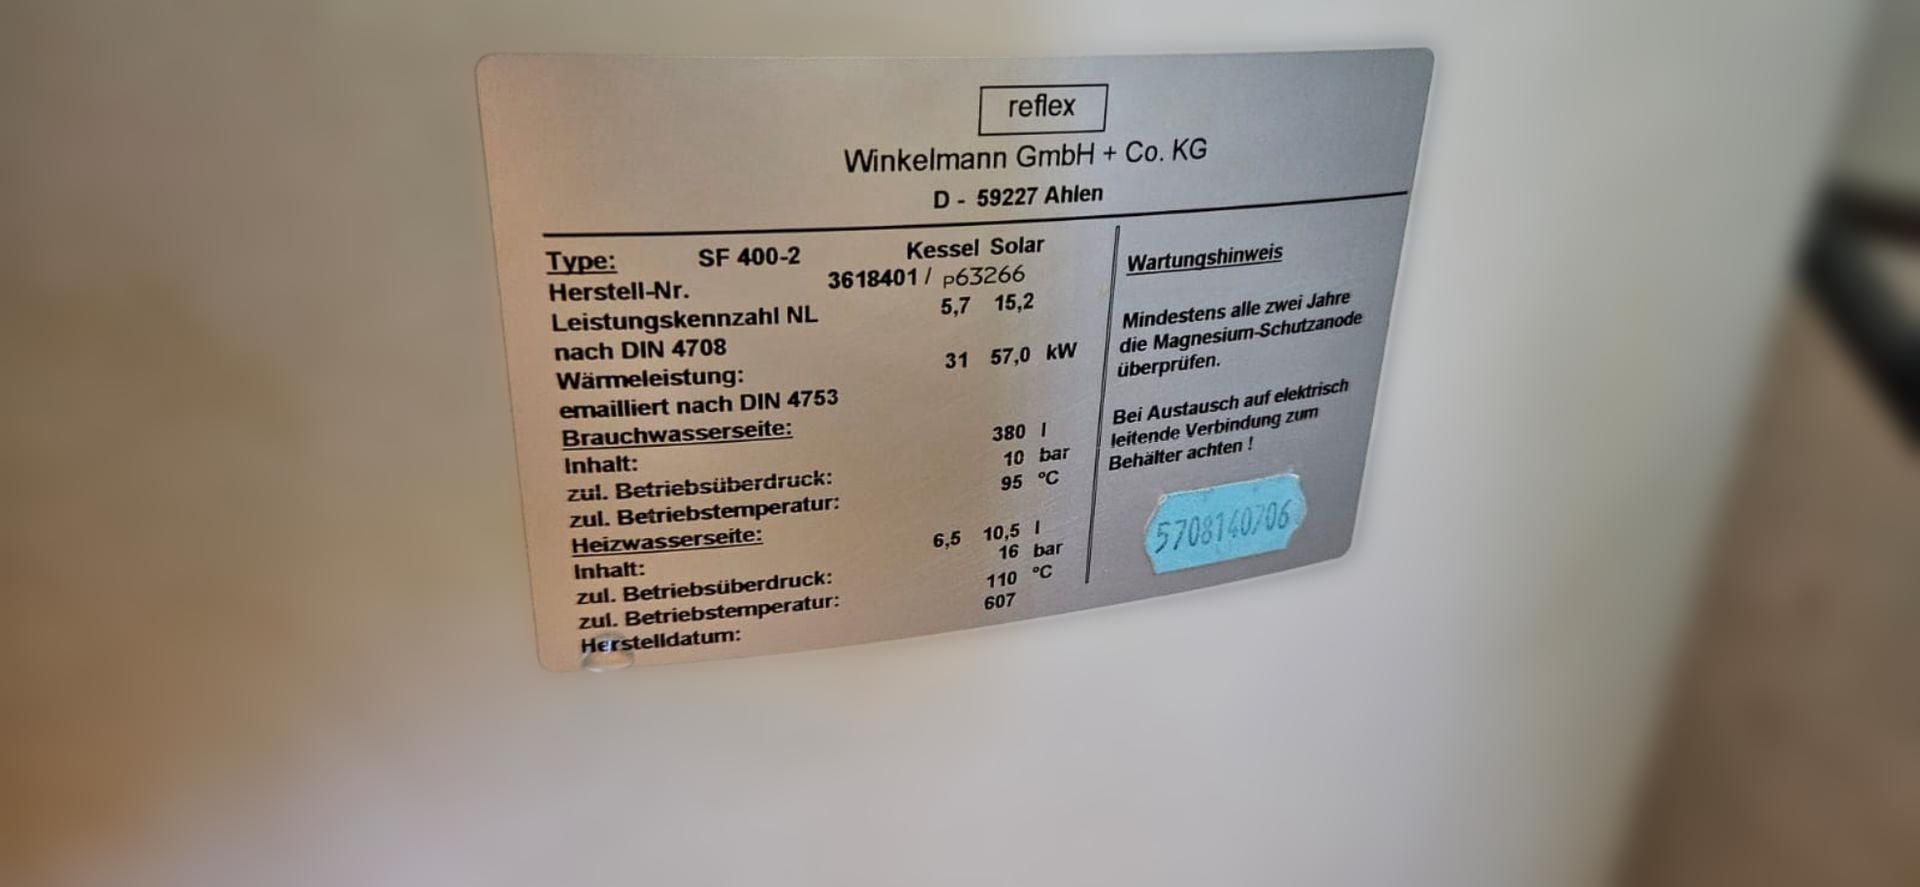 reflex
Winkelmann GmbH + Co. KG
D - 59227 Ahlen
Type: SF 400-2 Kessel Solar
Herstell-Nr. 3618401 / p63266
Leistungskennzahl NL 5,7 15,2
nach DIN 4708
Wärmeleistung: 31 57,0 kW
emailliert nach DIN 4753
Brauchwasserseite:
Inhalt: 380 l
zul. Betriebsüberdruck: 10 bar
zul. Betriebstemperatur: 95 °C
Heizwasserseite:
Inhalt: 6,5 10,5 l
zul. Betriebsüberdruck: 16 bar
zul. Betriebstemperatur: 110 °C
Herstelldatum: 607
Wartungshinweis
Mindestens alle zwei Jahre
die Magnesium-Schutzanode
überprüfen.
Bei Austausch auf elektrisch
leitende Verbindung zum
Behälter achten !
5708140706